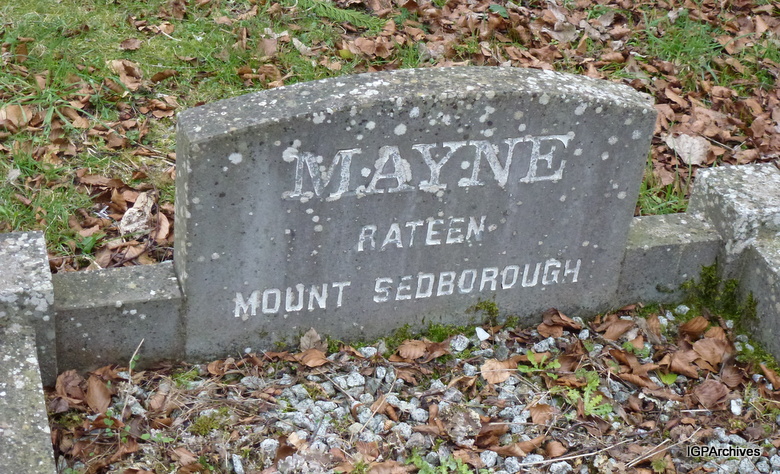 MAYNE
RATEEN
MOUNT SEDBOROUGH
IGPArchives